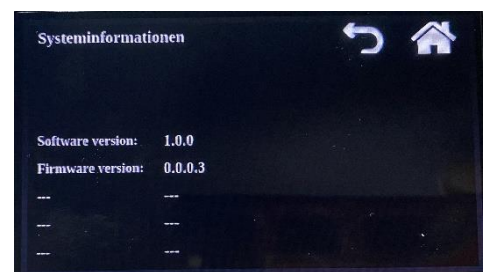 Systeminformationen
Software version: 1.0.0
Firmware version: 0.0.0.3
--- ---
--- ---
--- ---